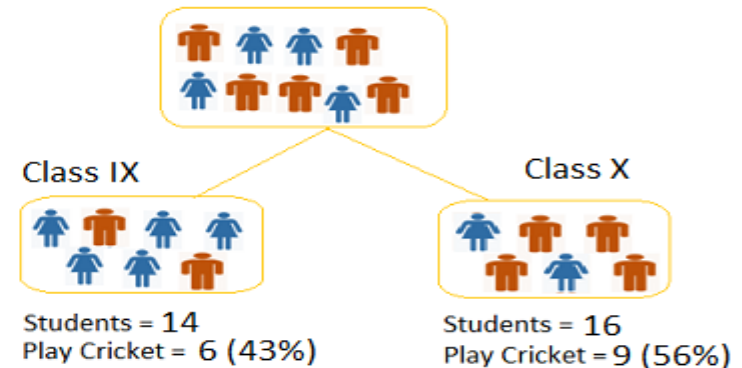 Class IX
Class X
Students = 14
Play Cricket = 6 (43%)
Students = 16
Play Cricket = 9 (56%)